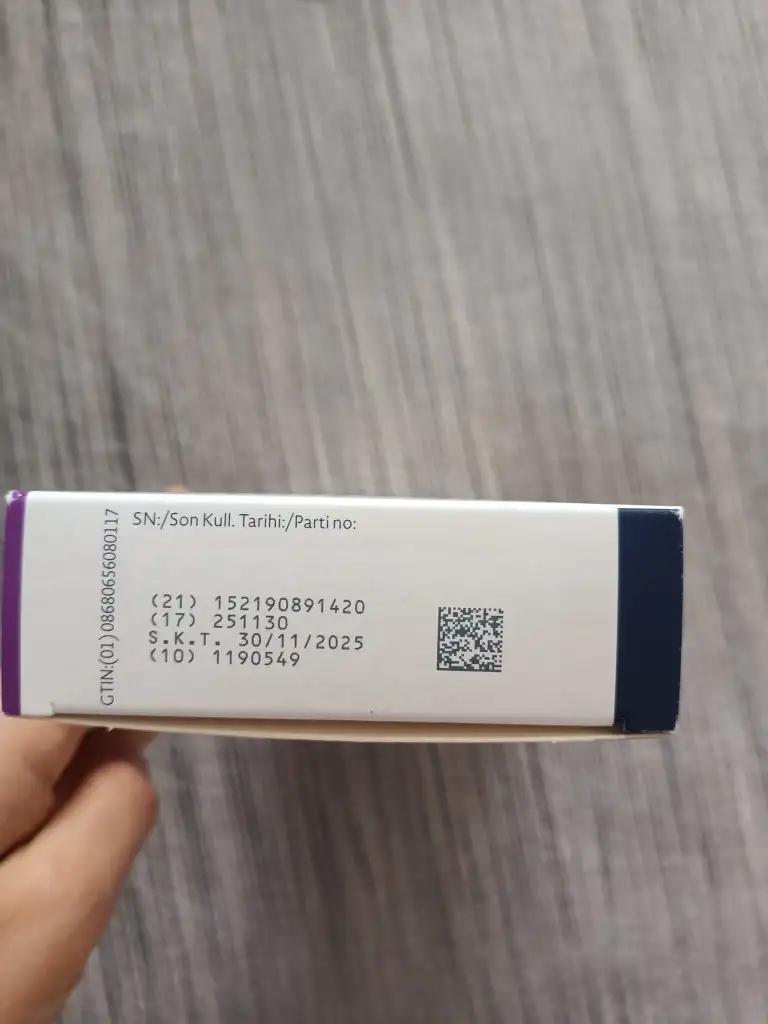 SN:/Son Kull. Tarihi:/Parti no:
GTIN:(01) 08680656080117
(21) 152190891420
(17) 251130
S.K.T. 30/11/2025
(10) 1190549